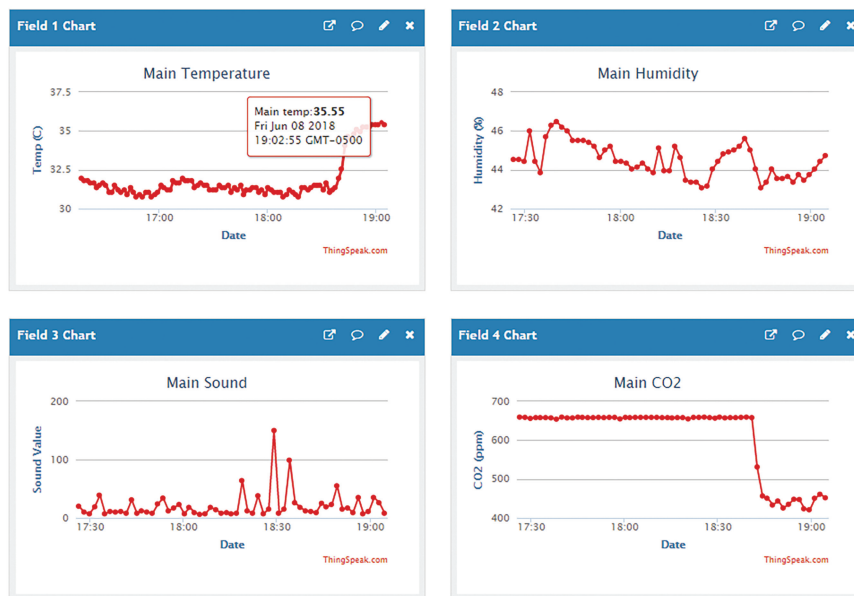 Field 1 Chart
Main Temperature
37.5
35
32.5
30
Temp (C)
Main temp:35.55
Fri Jun 08 2018
19:02:55 GMT-0500
17:00 18:00 19:00
Date
ThingSpeak.com
Field 2 Chart
Main Humidity
48
46
44
42
Humidity (%)
17:30 18:00 18:30 19:00
Date
ThingSpeak.com
Field 3 Chart
Main Sound
200
100
0
Sound Value
17:30 18:00 18:30 19:00
Date
ThingSpeak.com
Field 4 Chart
Main CO2
700
600
500
400
CO2 (ppm)
17:30 18:00 18:30 19:00
Date
ThingSpeak.com